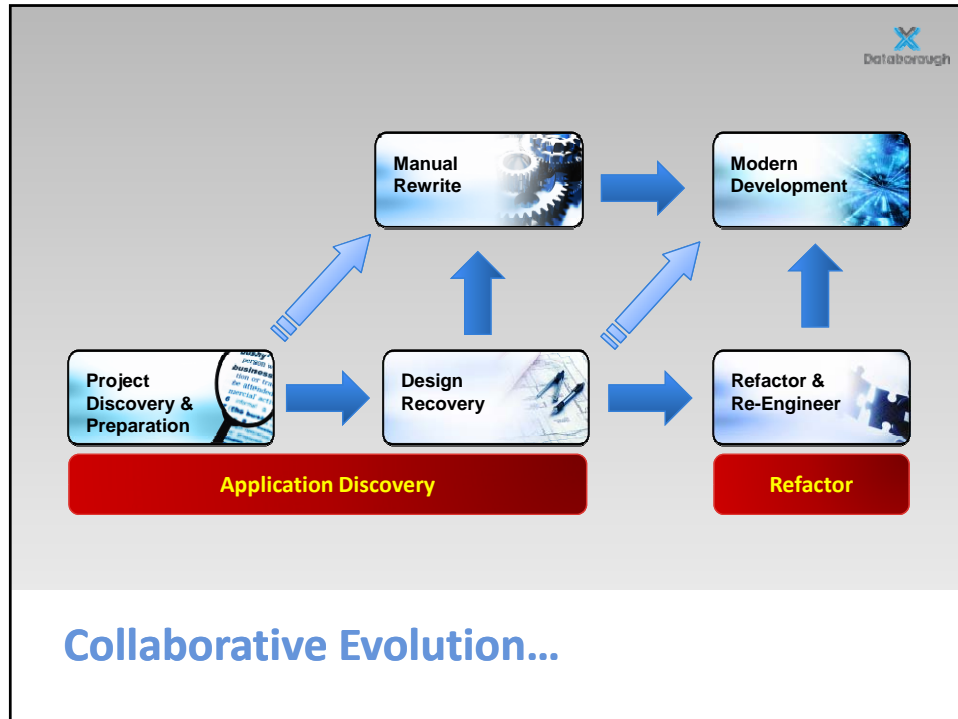 Databorough
Manual
Rewrite
Modern
Development
Project
Discovery &
Preparation
Design
Recovery
Refactor &
Re-Engineer
Application Discovery
Refactor
Collaborative Evolution...